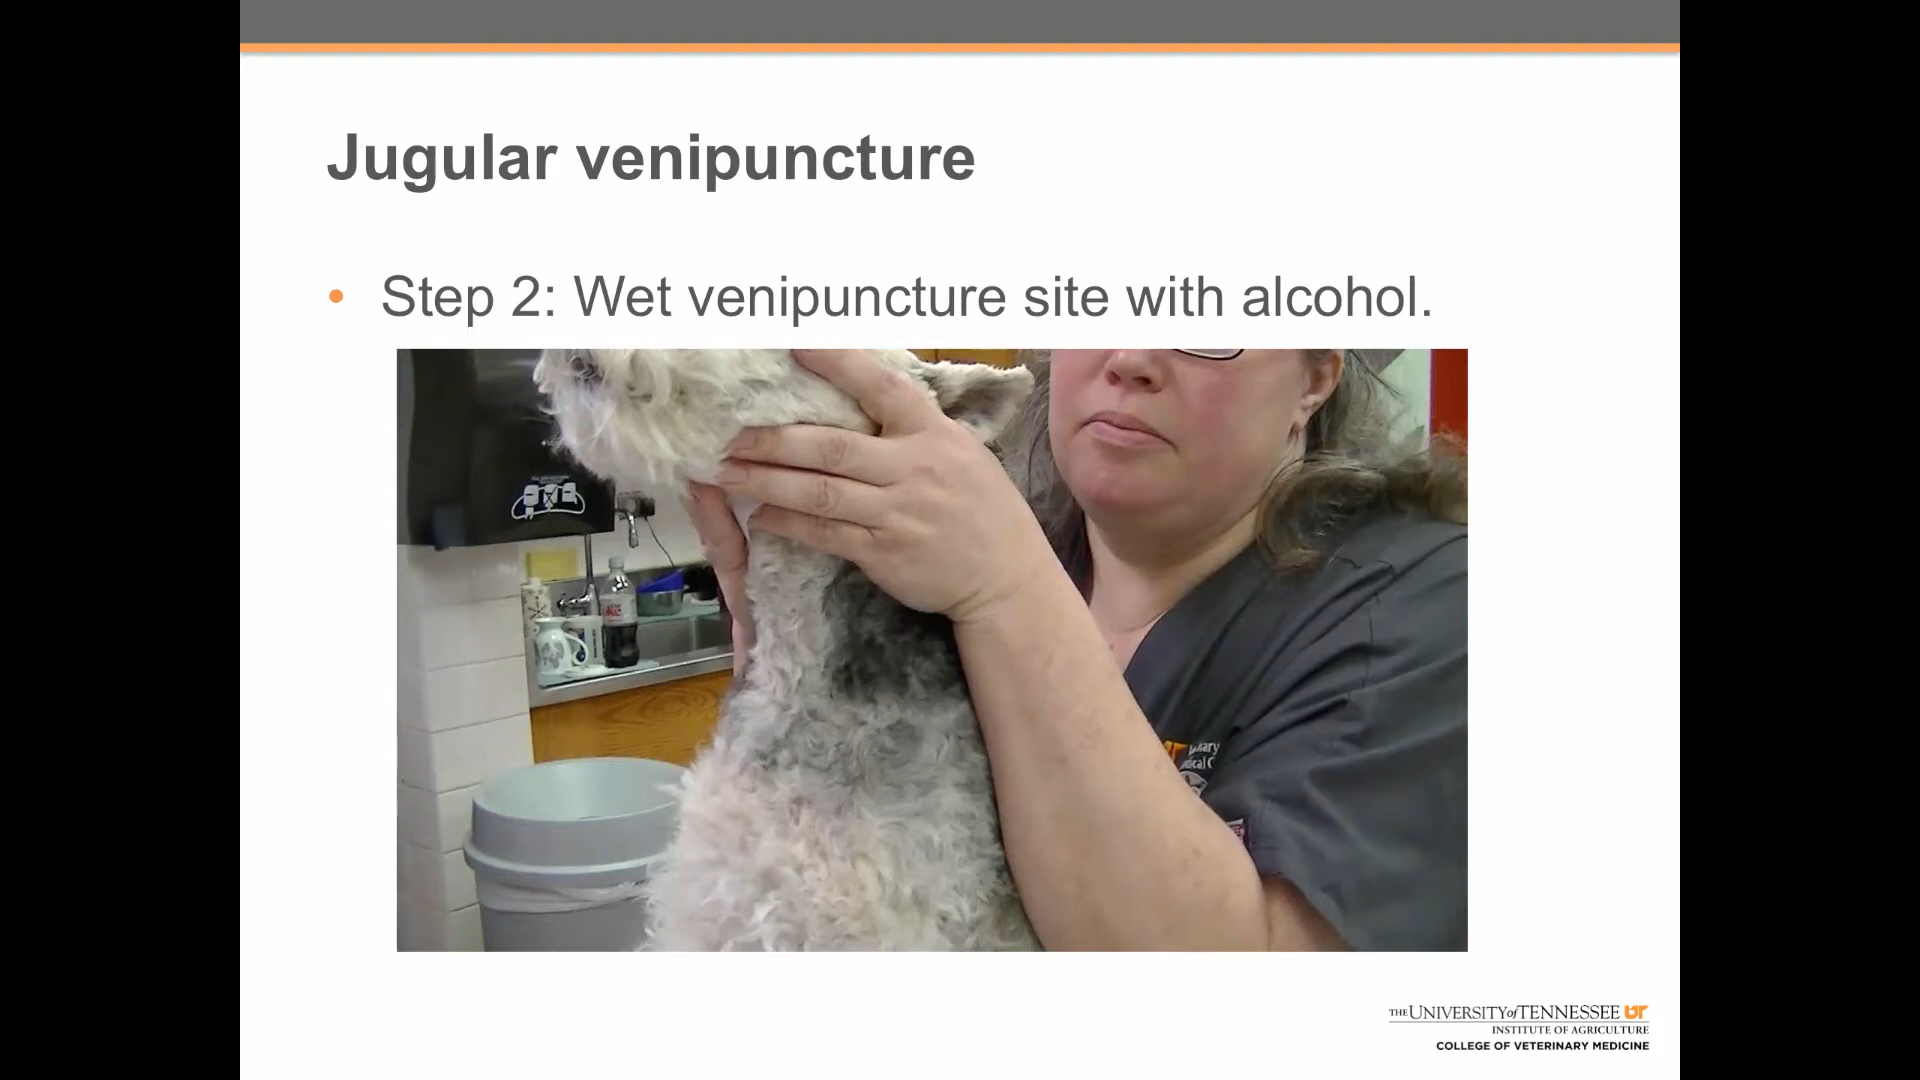 Jugular venipuncture
• Step 2: Wet venipuncture site with alcohol.
THE UNIVERSITY of TENNESSEE UT
INSTITUTE OF AGRICULTURE
COLLEGE OF VETERINARY MEDICINE